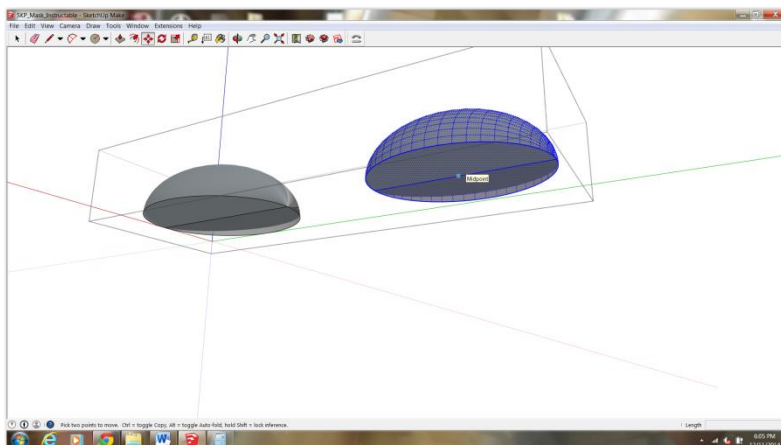 SKP_Mask_Instructable - SketchUp Make
File Edit View Camera Draw Tools Window Extensions Help
Midpoint
Pick two points to move. Ctrl = toggle Copy, Alt = toggle Auto-fold, hold Shift = lock inference.
Length
6:05 PM